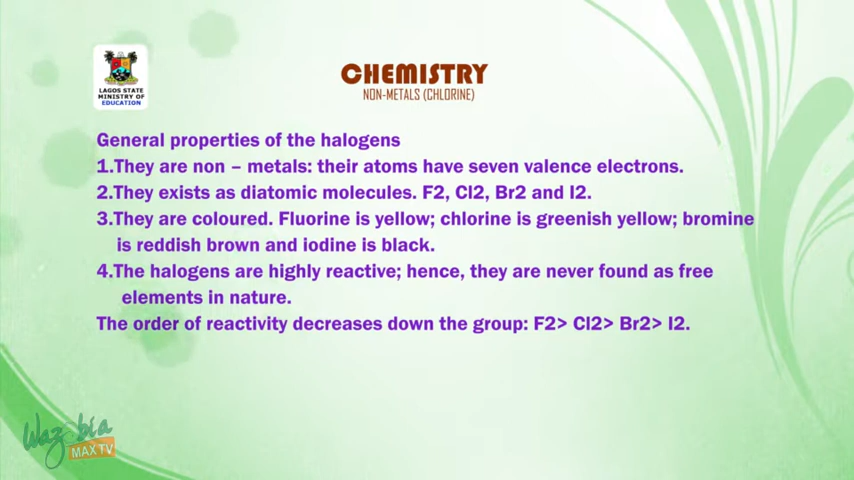 LAGOS STATE
MINISTRY OF
EDUCATION
CHEMISTRY
NON-METALS (CHLORINE)
General properties of the halogens
1.They are non – metals: their atoms have seven valence electrons.
2.They exists as diatomic molecules. F2, Cl2, Br2 and I2.
3.They are coloured. Fluorine is yellow; chlorine is greenish yellow; bromine
is reddish brown and iodine is black.
4.The halogens are highly reactive; hence, they are never found as free
elements in nature.
The order of reactivity decreases down the group: F2> Cl2> Br2> I2.
Wazobia
MAX TV